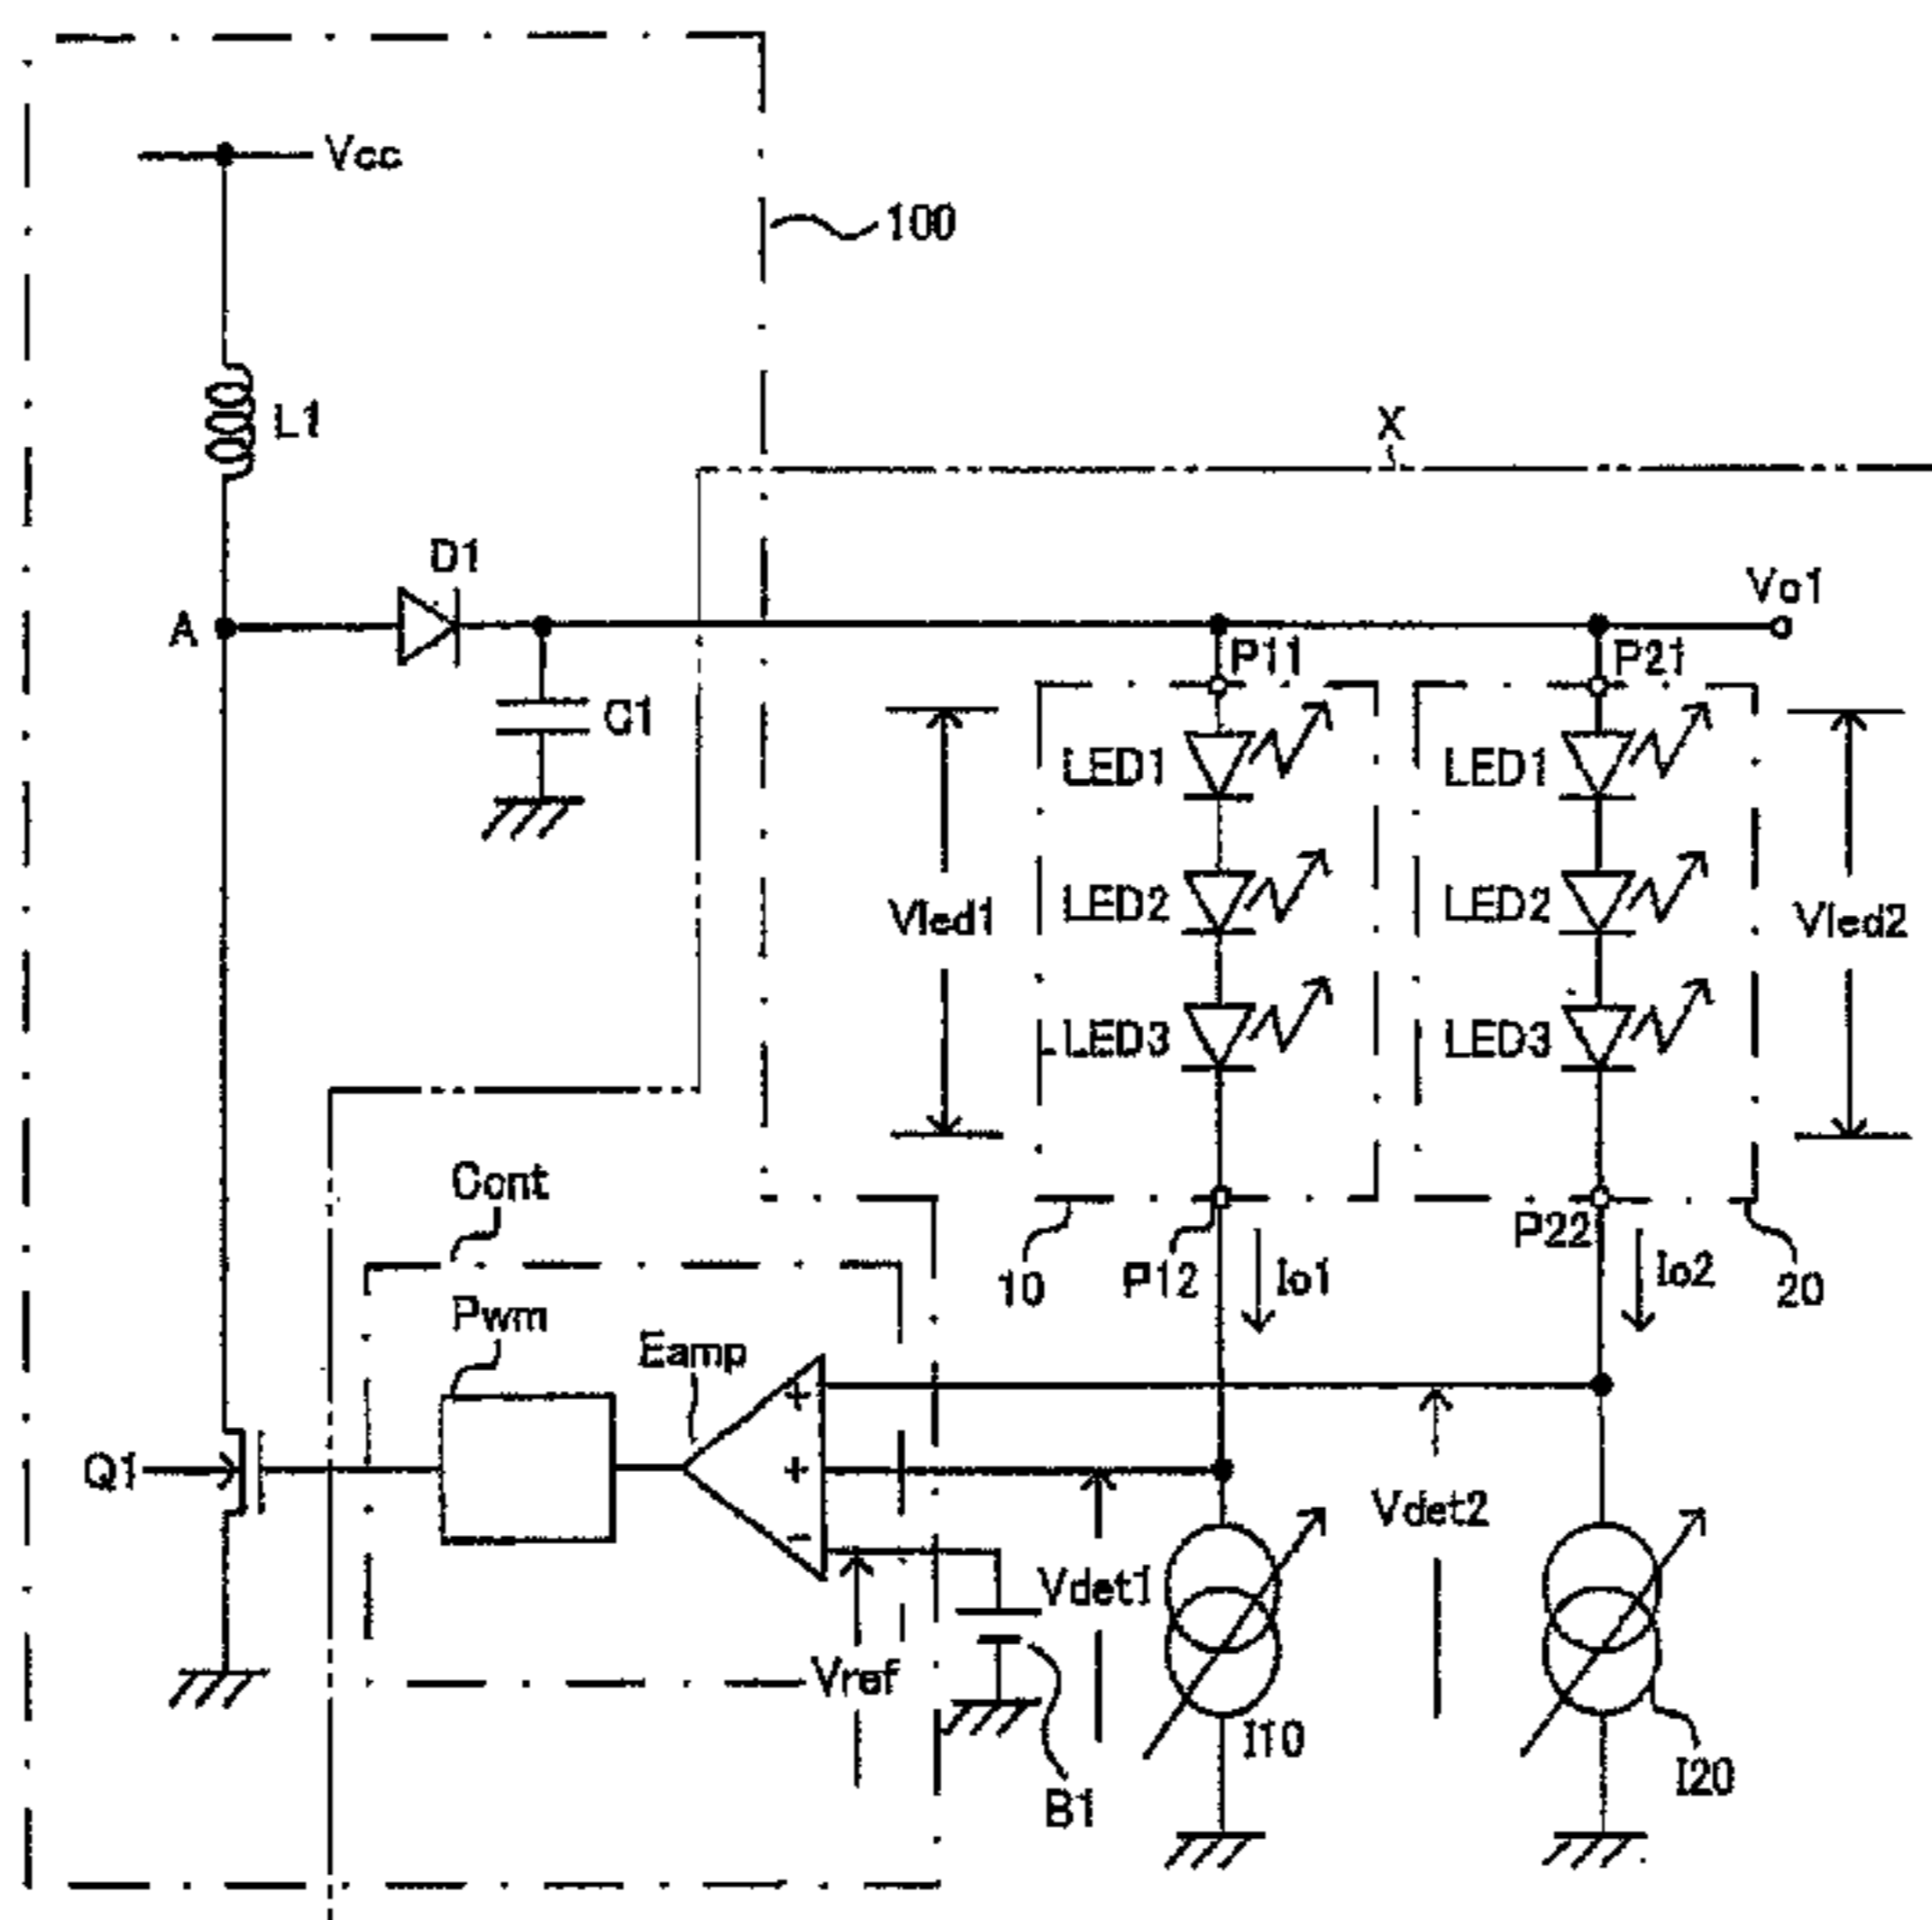 Vcc
100
L1
X
D1
Vo1
A
P11
P21
C1
LED1
LED1
Vled1
LED2
LED2
Vled2
LED3
LED3
Cont
P22
10
P12
Io1
Io2
20
Pwm
Eamp
+
+
-
Q1
Vdet2
Vdet1
Vref
I10
I20
B1